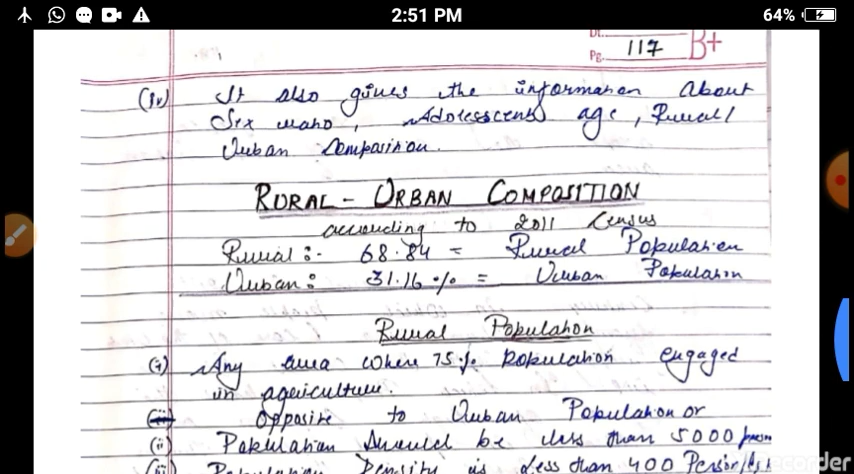 2:51 PM
64%
Dt.
Pg. 117 B+
(iv) It also gives the information about
Sex ratio, Adolescents age, Rural/
Urban Composition.
RURAL - URBAN COMPOSITION
according to 2011 Census
Rural :- 68.84 = Rural Population
Urban : 31.16 % = Urban Population
Rural Population
(i) Any area where 75 % population engaged
in agriculture.
(ii) Opposite to Urban Population or
(ii) Population should be less than 5000
(iii) Population Density is less than 400 Person/